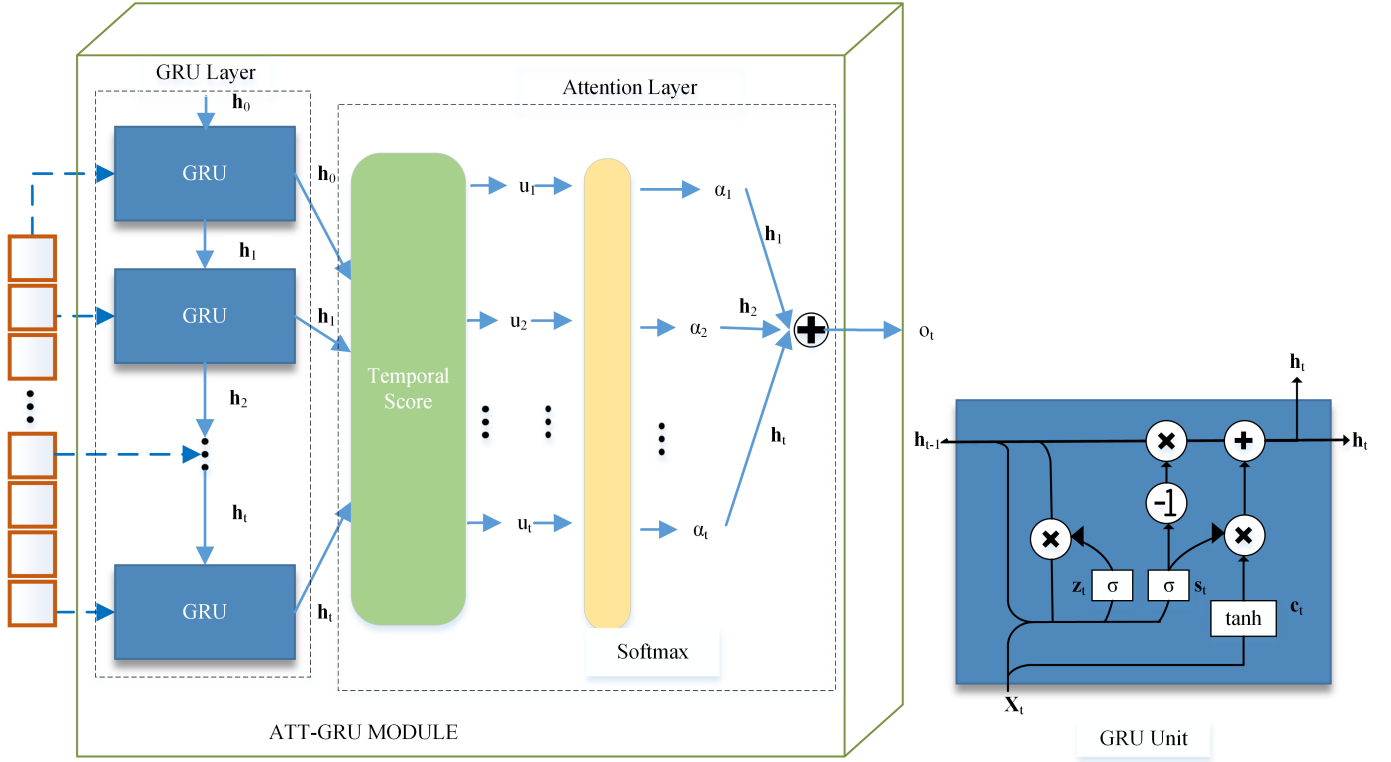 GRU Layer
h0
GRU
h0
h1
GRU
h1
h2
ht
GRU
ht
Attention Layer
Temporal
Score
u1
u2
ut
Softmax
α1
α2
αt
h1
h2
ht
+
ot
ATT-GRU MODULE
ht
ht-1
×
+
ht
-1
×
×
zt
σ
σ
st
tanh
ct
Xt
GRU Unit